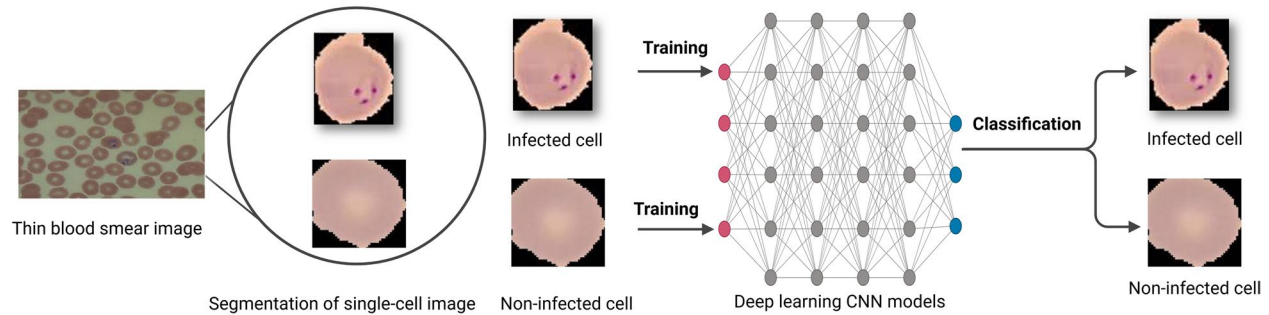 Thin blood smear image
Segmentation of single-cell image
Infected cell
Non-infected cell
Training
Training
Deep learning CNN models
Classification
Infected cell
Non-infected cell